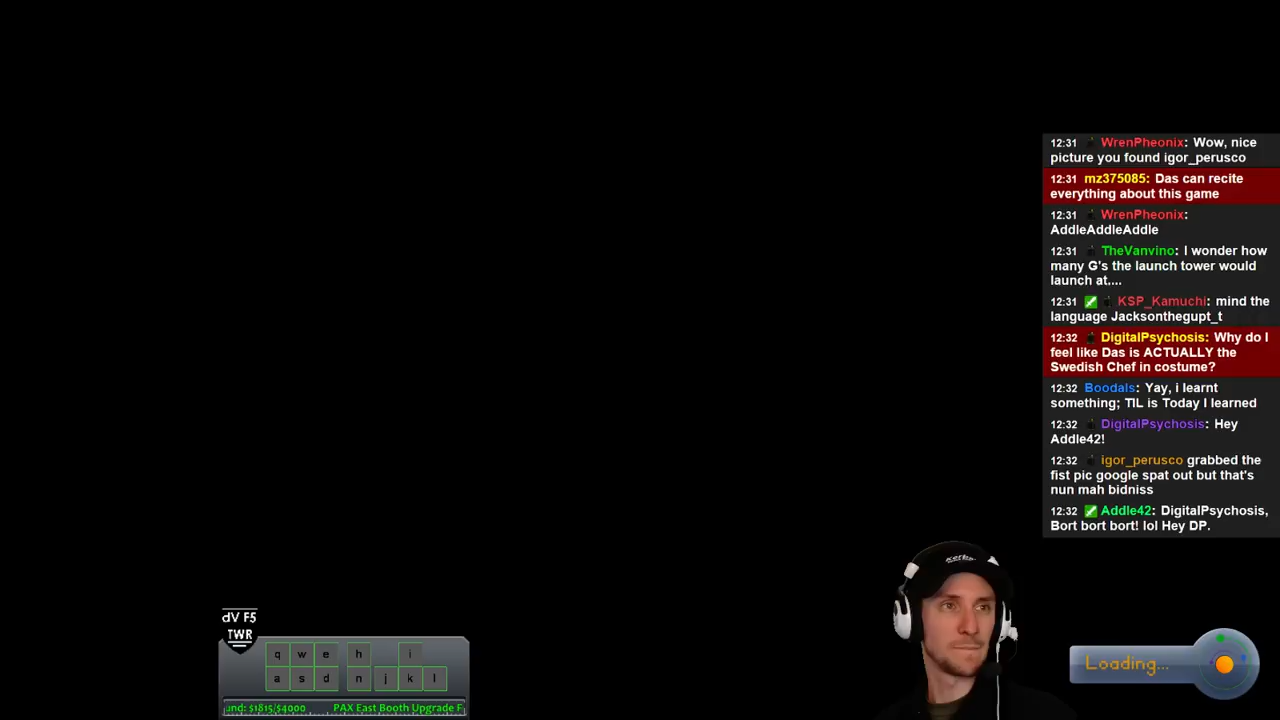 12:31 WrenPheonix: Wow, nice
picture you found igor_perusco
12:31 mz375085: Das can recite
everything about this game
12:31 WrenPheonix:
AddleAddleAddle
12:31 TheVanvino: I wonder how
many G's the launch tower would
launch at....
12:31 KSP_Kamuchi: mind the
language Jacksonthegupt_t
12:32 DigitalPsychosis: Why do I
feel like Das is ACTUALLY the
Swedish Chef in costume?
12:32 Boodals: Yay, i learnt
something; TIL is Today I learned
12:32 DigitalPsychosis: Hey
Addle42!
12:32 igor_perusco grabbed the
fist pic google spat out but that's
nun mah bidniss
12:32 Addle42: DigitalPsychosis,
Bort bort bort! lol Hey DP.
dV F5
TWR
q w e h i
a s d n j k l
und: $1815/$4000 PAX East Booth Upgrade F
Loading...